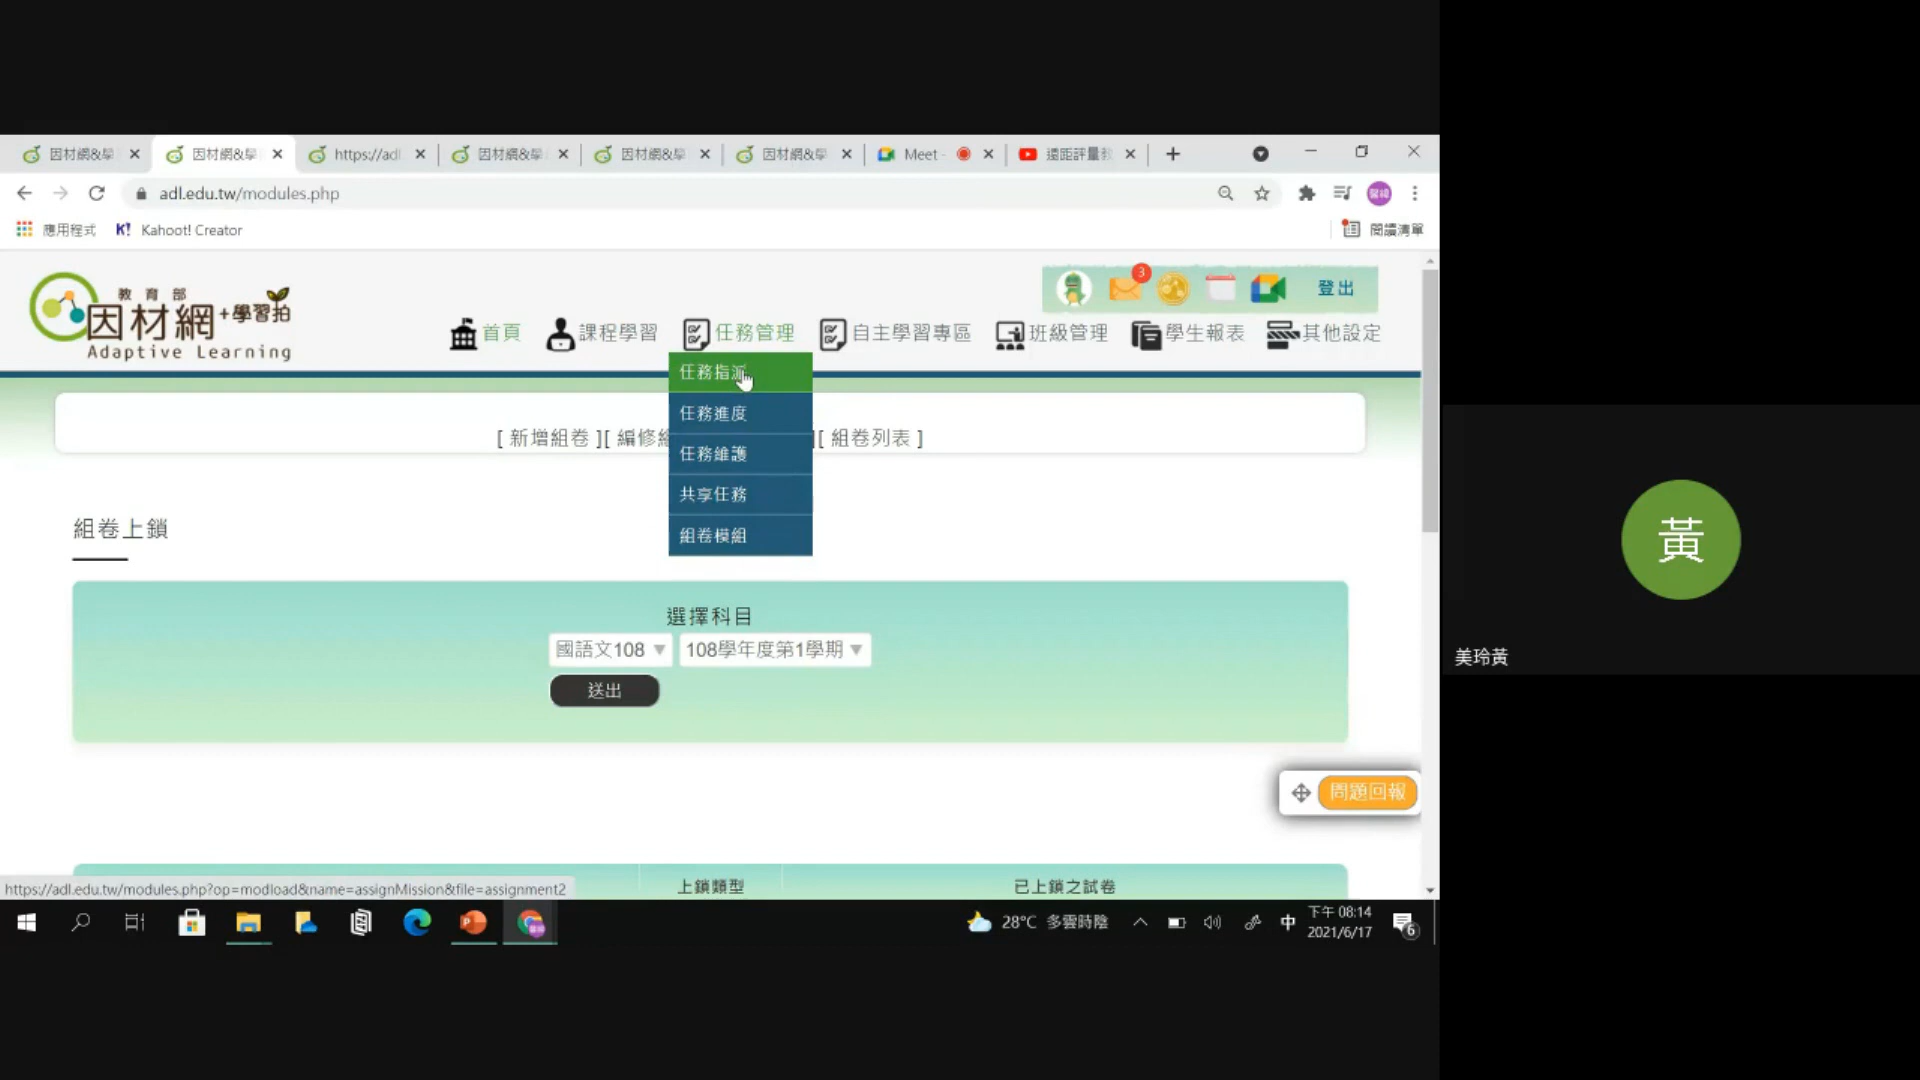 因材網&學
因材網&學
https://adl
因材網&學
因材網&學
因材網&學
Meet -
遠距評量教
adl.edu.tw/modules.php
應用程式
K! Kahoot! Creator
閱讀清單
教育部
因材網+學習拍
Adaptive Learning
3
登出
首頁
課程學習
任務管理
自主學習專區
班級管理
學生報表
其他設定
任務指派
任務進度
任務維護
共享任務
組卷模組
[ 新增組卷 ][ 編修
][ 組卷列表 ]
組卷上鎖
選擇科目
國語文108
108學年度第1學期
送出
問題回報
上鎖類型
已上鎖之試卷
https://adl.edu.tw/modules.php?op=modload&name=assignMission&file=assignment2
28°C 多雲時陰
中
下午 08:14
2021/6/17
6
黃
美玲黃